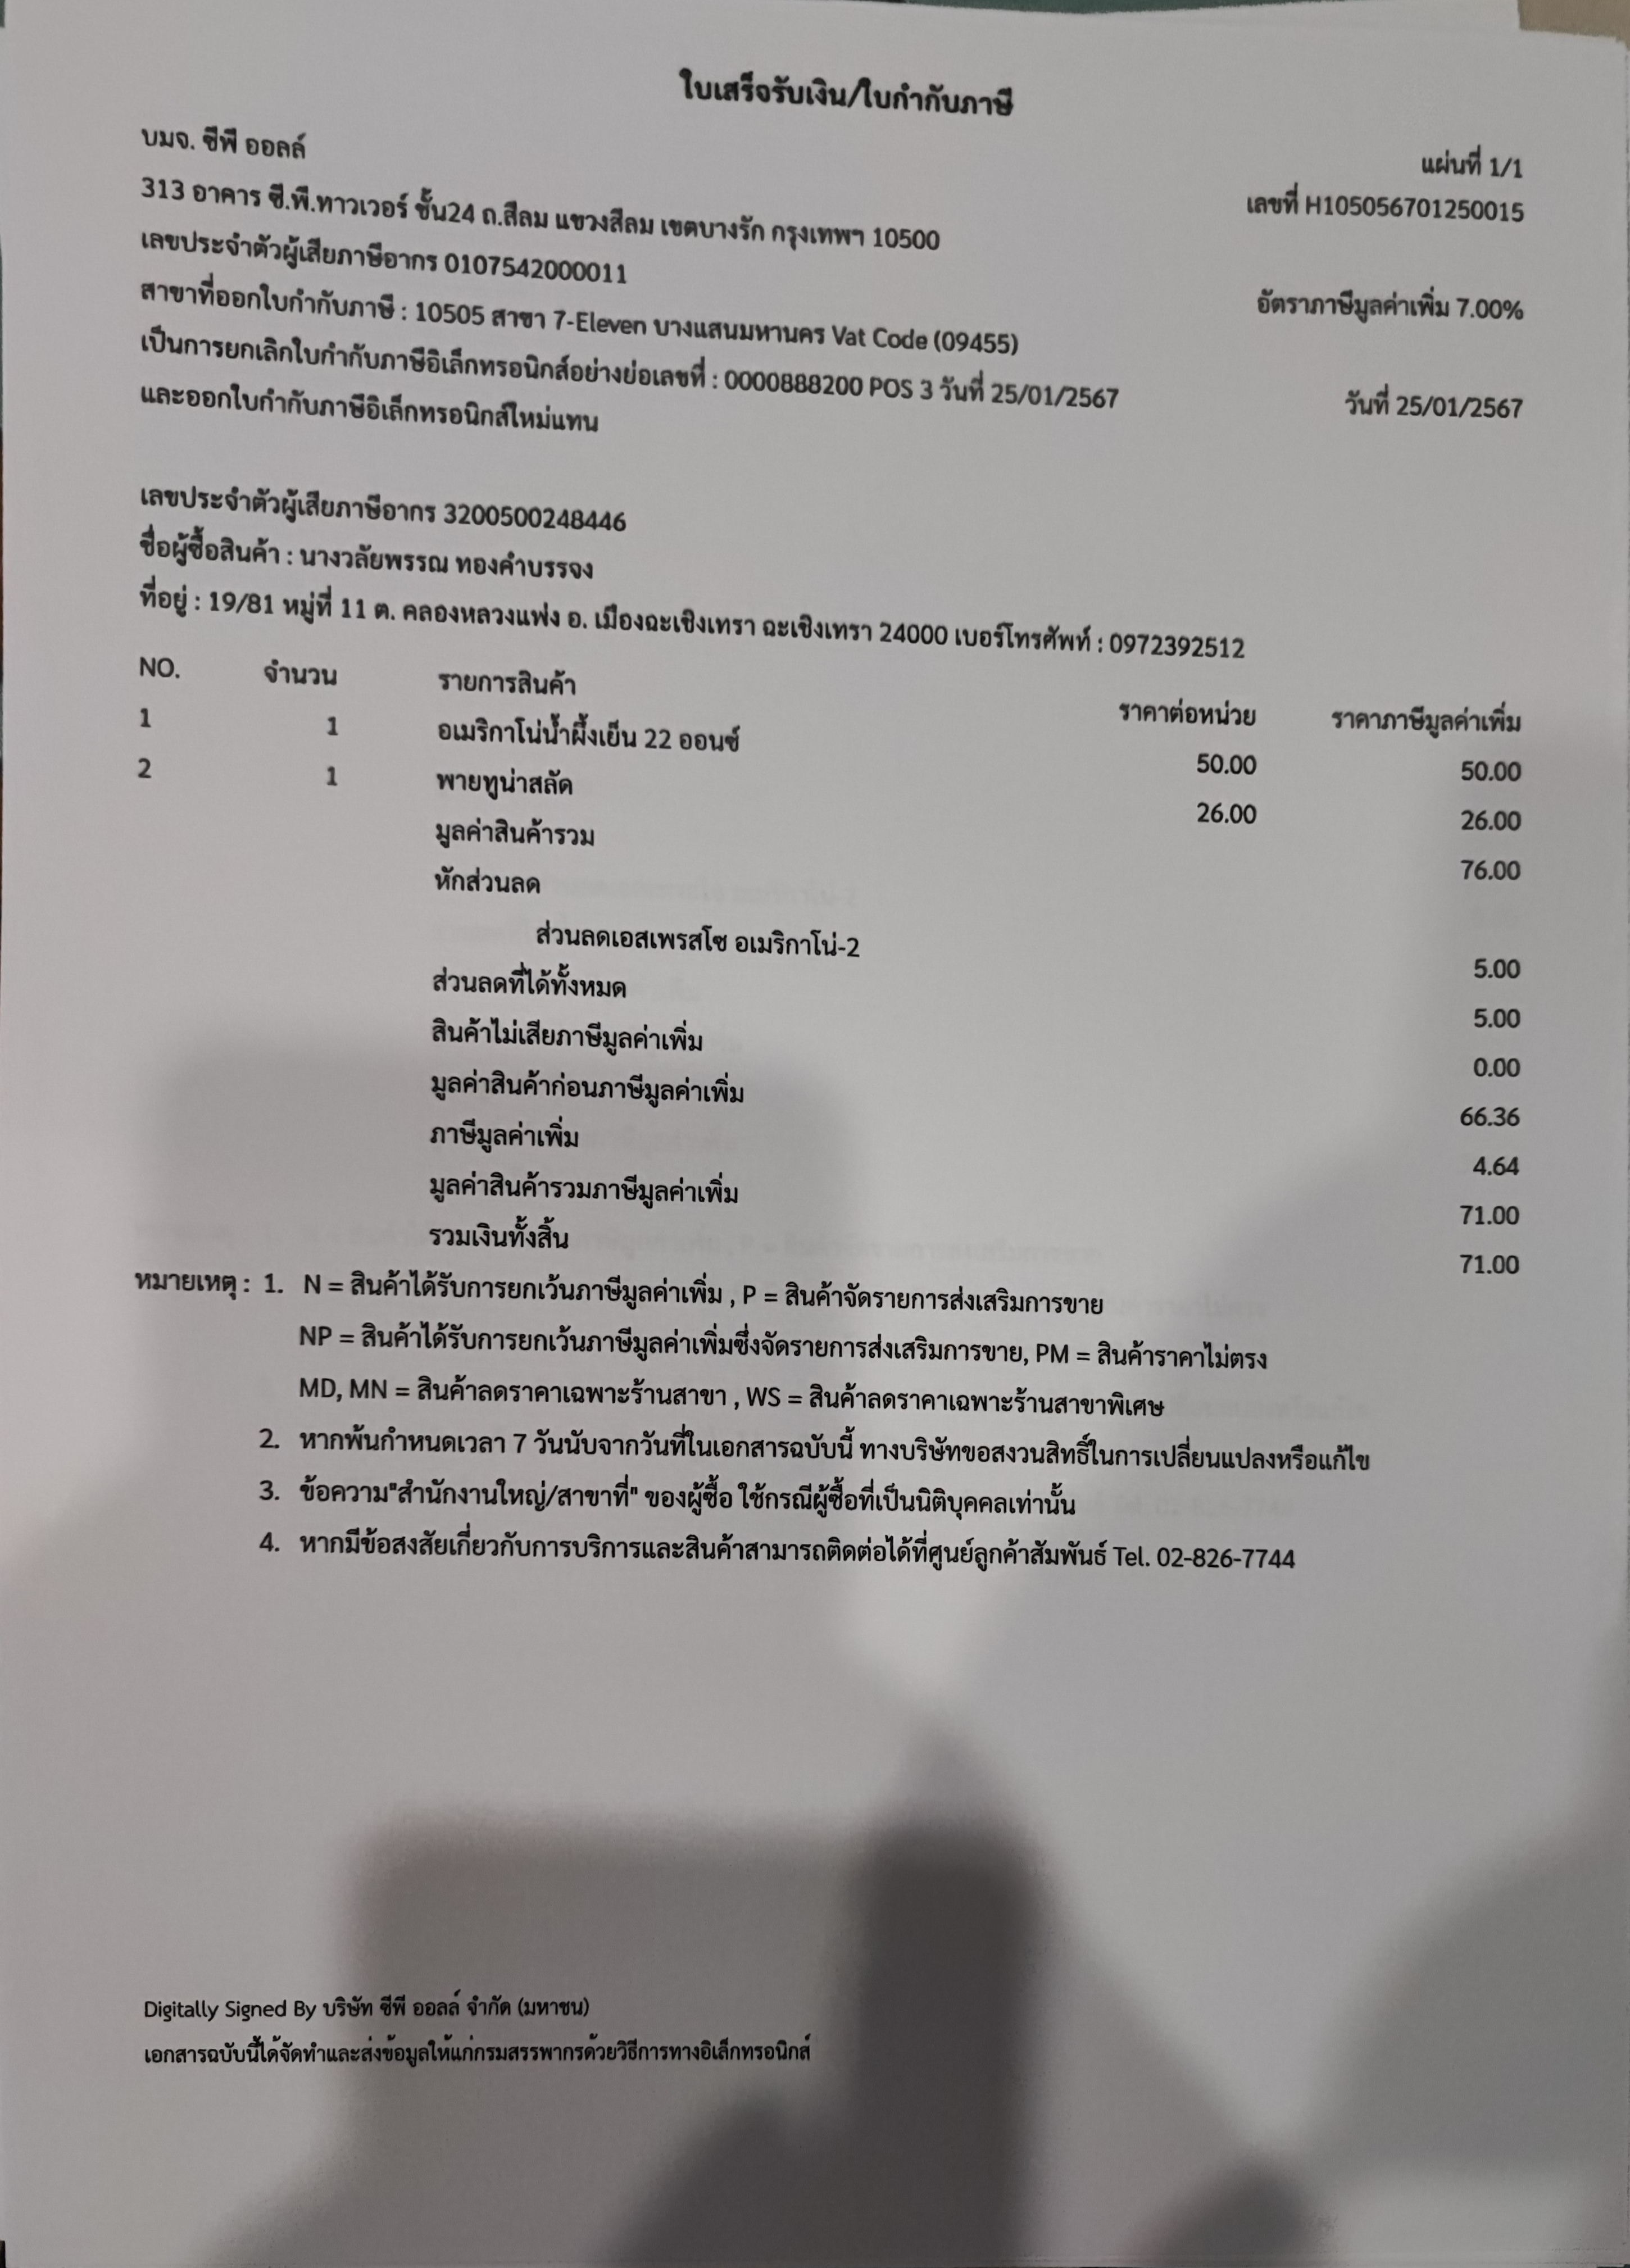 ใบเสร็จรับเงิน/ใบกำกับภาษี
บมจ. ซีพี ออลล์
แผ่นที่ 1/1
313 อาคาร ซี.พี.ทาวเวอร์ ชั้น24 ถ.สีลม แขวงสีลม เขตบางรัก กรุงเทพฯ 10500
เลขที่ H105056701250015
เลขประจำตัวผู้เสียภาษีอากร 0107542000011
สาขาที่ออกใบกำกับภาษี : 10505 สาขา 7-Eleven บางแสนมหานคร Vat Code (09455)
อัตราภาษีมูลค่าเพิ่ม 7.00%
เป็นการยกเลิกใบกำกับภาษีอิเล็กทรอนิกส์อย่างย่อเลขที่ : 0000888200 POS 3 วันที่ 25/01/2567
และออกใบกำกับภาษีอิเล็กทรอนิกส์ใหม่แทน
วันที่ 25/01/2567
เลขประจำตัวผู้เสียภาษีอากร 3200500248446
ชื่อผู้ซื้อสินค้า : นางวลัยพรรณ ทองคำบรรจง
ที่อยู่ : 19/81 หมู่ที่ 11 ต. คลองหลวงแพ่ง อ. เมืองฉะเชิงเทรา ฉะเชิงเทรา 24000 เบอร์โทรศัพท์ : 0972392512
NO. จำนวน รายการสินค้า ราคาต่อหน่วย ราคาภาษีมูลค่าเพิ่ม
1 1 อเมริกาโน่น้ำผึ้งเย็น 22 ออนซ์ 50.00 50.00
2 1 พายทูน่าสลัด 26.00 26.00
มูลค่าสินค้ารวม 76.00
หักส่วนลด
ส่วนลดเอสเพรสโซ อเมริกาโน่-2 5.00
ส่วนลดที่ได้ทั้งหมด 5.00
สินค้าไม่เสียภาษีมูลค่าเพิ่ม 0.00
มูลค่าสินค้าก่อนภาษีมูลค่าเพิ่ม 66.36
ภาษีมูลค่าเพิ่ม 4.64
มูลค่าสินค้ารวมภาษีมูลค่าเพิ่ม 71.00
รวมเงินทั้งสิ้น 71.00
หมายเหตุ : 1. N = สินค้าได้รับการยกเว้นภาษีมูลค่าเพิ่ม , P = สินค้าจัดรายการส่งเสริมการขาย
NP = สินค้าได้รับการยกเว้นภาษีมูลค่าเพิ่มซึ่งจัดรายการส่งเสริมการขาย, PM = สินค้าราคาไม่ตรง
MD, MN = สินค้าลดราคาเฉพาะร้านสาขา , WS = สินค้าลดราคาเฉพาะร้านสาขาพิเศษ
2. หากพ้นกำหนดเวลา 7 วันนับจากวันที่ในเอกสารฉบับนี้ ทางบริษัทขอสงวนสิทธิ์ในการเปลี่ยนแปลงหรือแก้ไข
3. ข้อความ"สำนักงานใหญ่/สาขาที่" ของผู้ซื้อ ใช้กรณีผู้ซื้อที่เป็นนิติบุคคลเท่านั้น
4. หากมีข้อสงสัยเกี่ยวกับการบริการและสินค้าสามารถติดต่อได้ที่ศูนย์ลูกค้าสัมพันธ์ Tel. 02-826-7744
Digitally Signed By บริษัท ซีพี ออลล์ จำกัด (มหาชน)
เอกสารฉบับนี้ได้จัดทำและส่งข้อมูลให้แก่กรมสรรพากรด้วยวิธีการทางอิเล็กทรอนิกส์